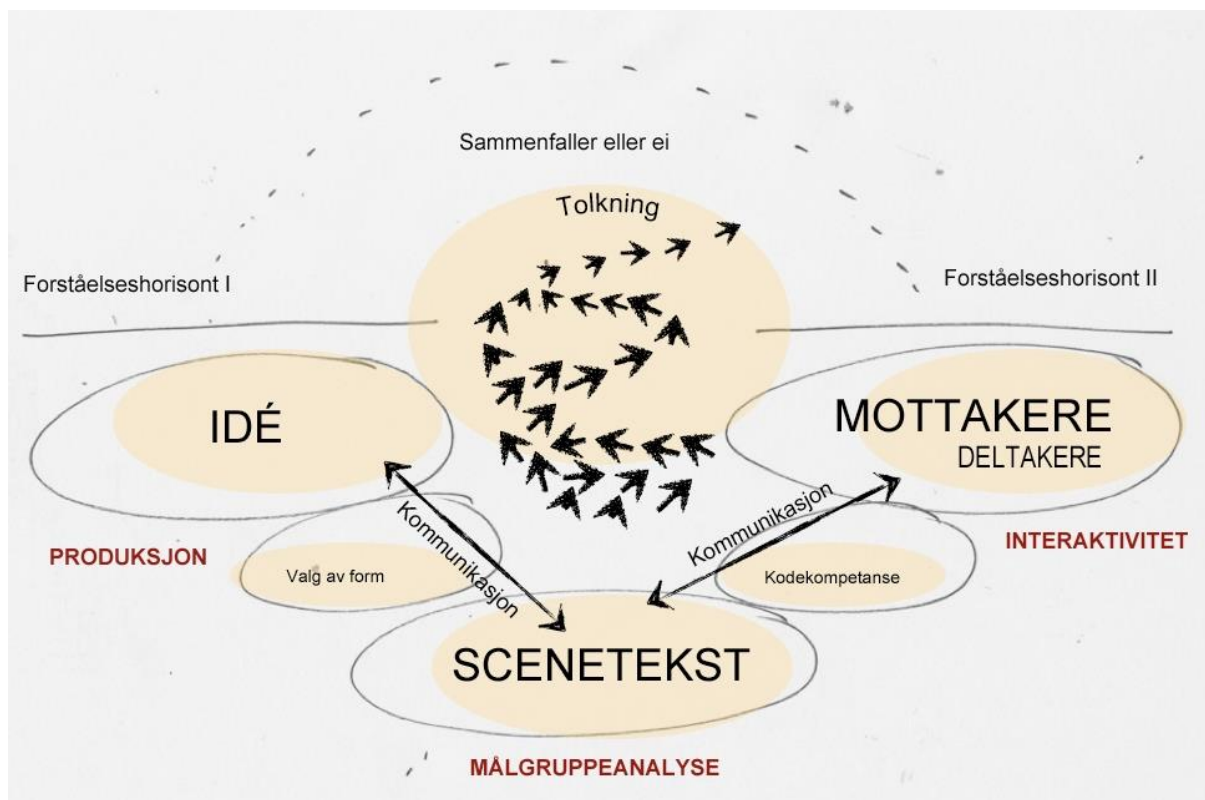 Sammenfaller eller ei
Tolkning
Forståelseshorisont I
Forståelseshorisont II
IDÉ
MOTTAKERE
DELTAKERE
Kommunikasjon
Kommunikasjon
PRODUKSJON
INTERAKTIVITET
Valg av form
Kodekompetanse
SCENETEKST
MÅLGRUPPEANALYSE